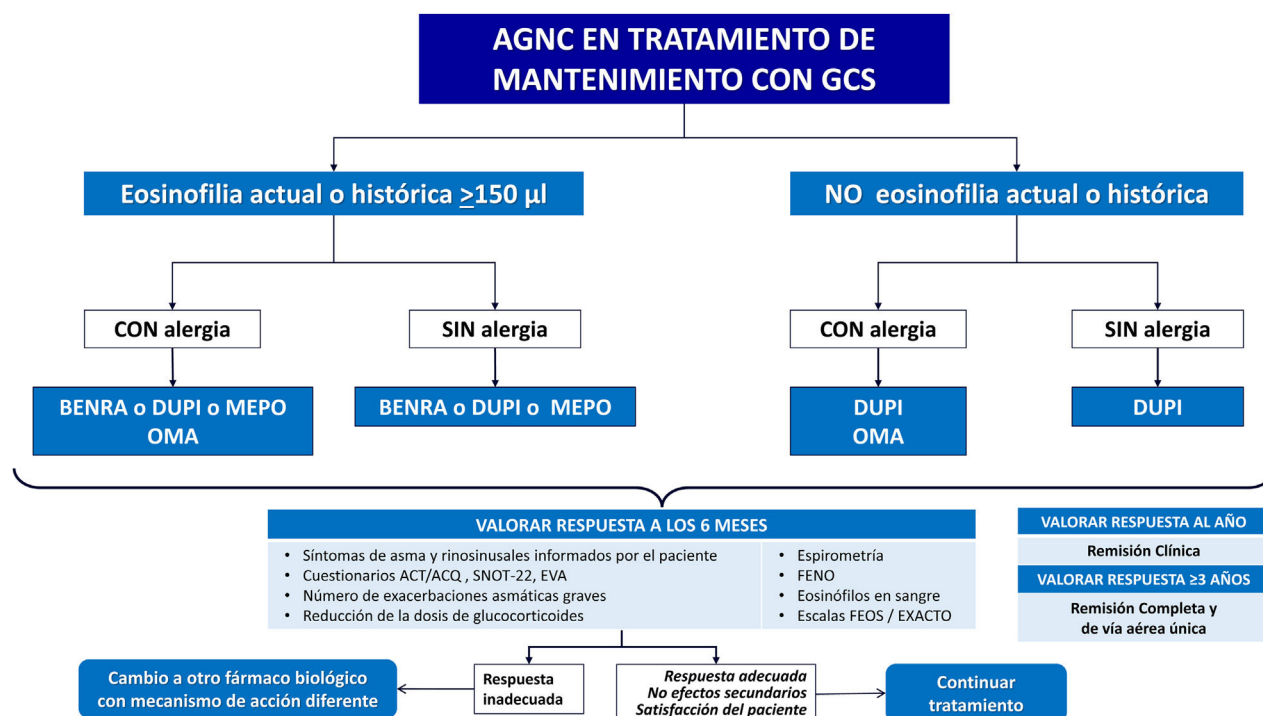 AGNC EN TRATAMIENTO DE
MANTENIMIENTO CON GCS
Eosinofilia actual o histórica ≥150 µl
NO eosinofilia actual o histórica
CON alergia
SIN alergia
CON alergia
SIN alergia
BENRA o DUPI o MEPO
OMA
BENRA o DUPI o MEPO
DUPI
OMA
DUPI
VALORAR RESPUESTA A LOS 6 MESES
• Síntomas de asma y rinosinusales informados por el paciente
• Cuestionarios ACT/ACQ , SNOT-22, EVA
• Número de exacerbaciones asmáticas graves
• Reducción de la dosis de glucocorticoides
• Espirometría
• FENO
• Eosinófilos en sangre
• Escalas FEOS / EXACTO
VALORAR RESPUESTA AL AÑO
Remisión Clínica
VALORAR RESPUESTA ≥3 AÑOS
Remisión Completa y
de vía aérea única
Cambio a otro fármaco biológico
con mecanismo de acción diferente
Respuesta
inadecuada
Respuesta adecuada
No efectos secundarios
Satisfacción del paciente
Continuar
tratamiento